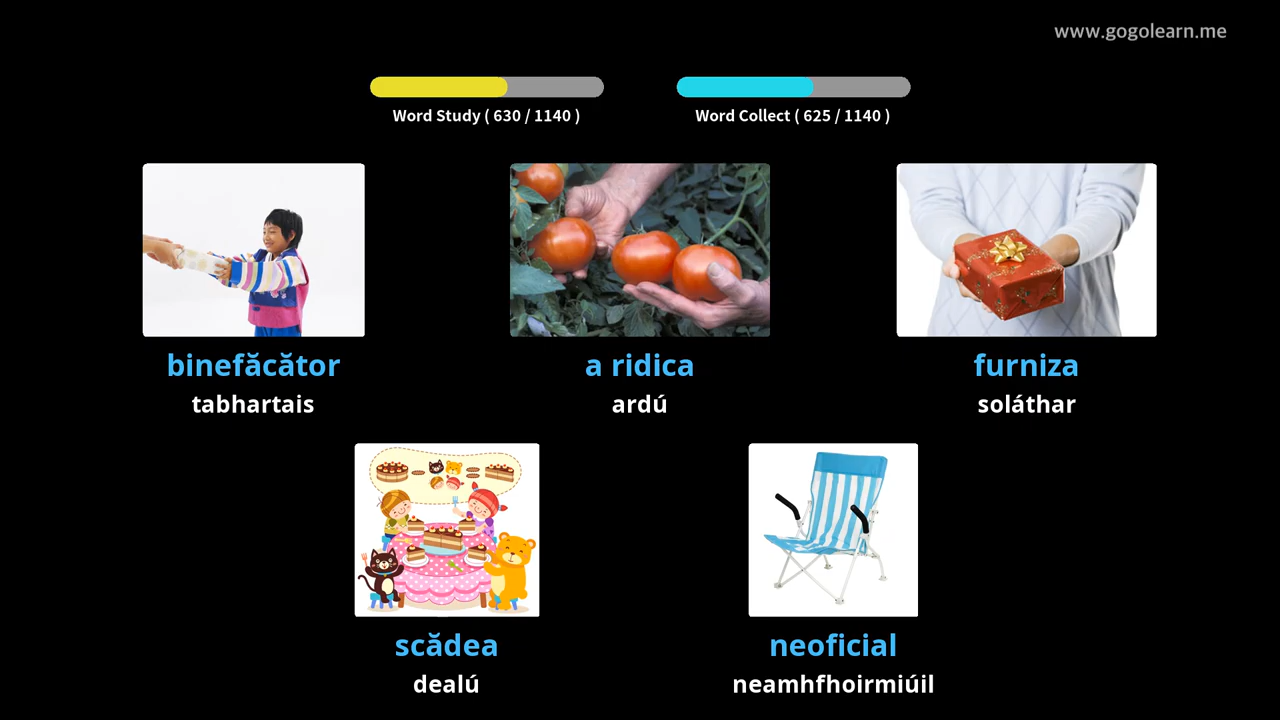 www.gogolearn.me
Word Study ( 630 / 1140 )
Word Collect ( 625 / 1140 )
binefăcător
tabhartais
a ridica
ardú
furniza
soláthar
scădea
dealú
neoficial
neamhfhoirmiúil